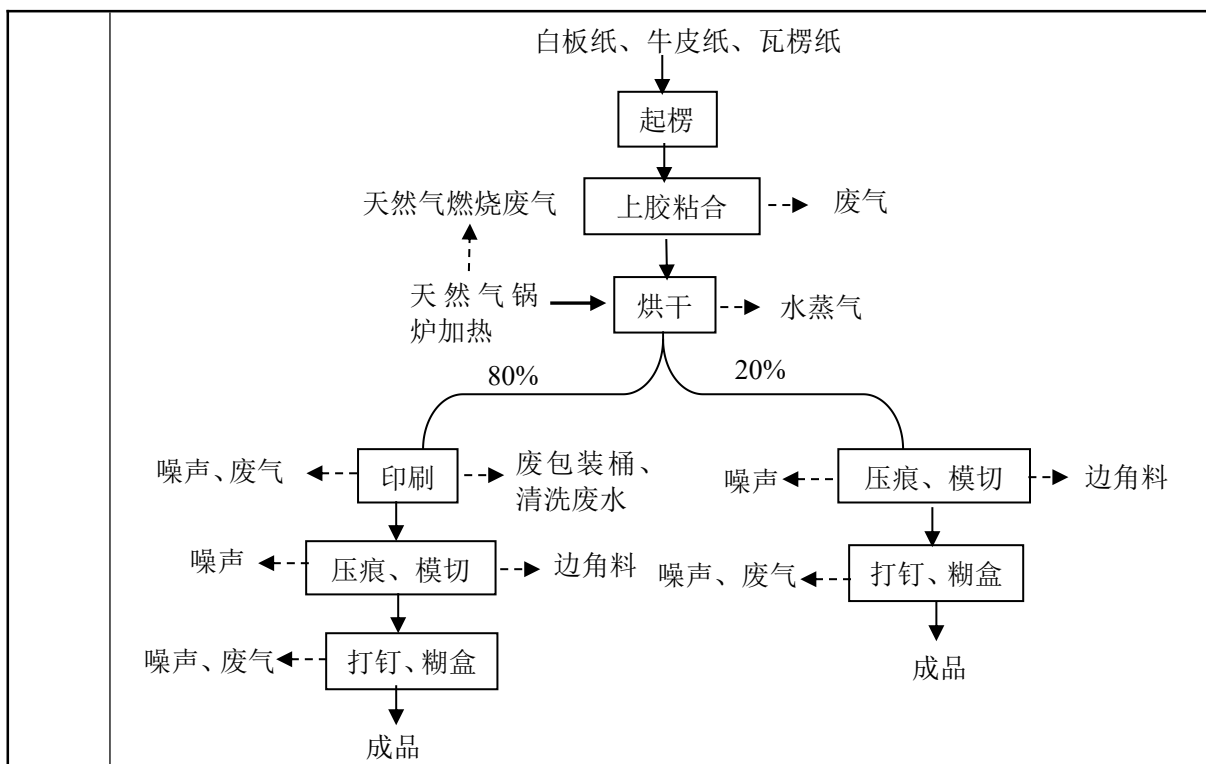 白板纸、牛皮纸、瓦楞纸
起楞
天然气燃烧废气
上胶粘合
废气
天然气锅
炉加热
烘干
水蒸气
80%
20%
噪声、废气
印刷
废包装桶、
清洗废水
噪声
压痕、模切
边角料
噪声
压痕、模切
边角料
噪声、废气
打钉、糊盒
噪声、废气
打钉、糊盒
成品
成品